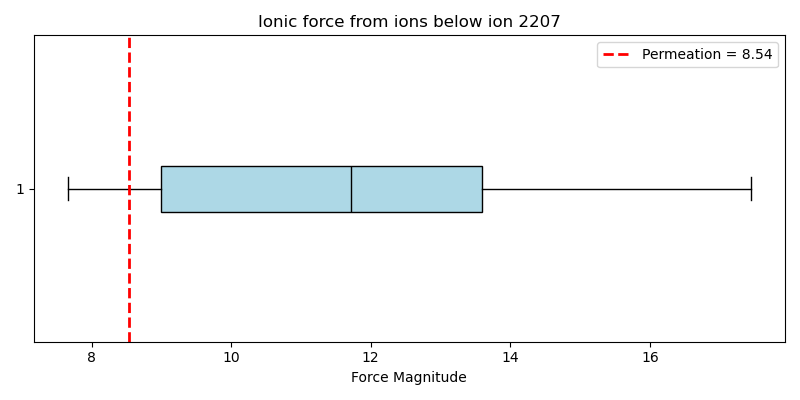 Ionic force from ions below ion 2207
Permeation = 8.54
1
8 10 12 14 16
Force Magnitude